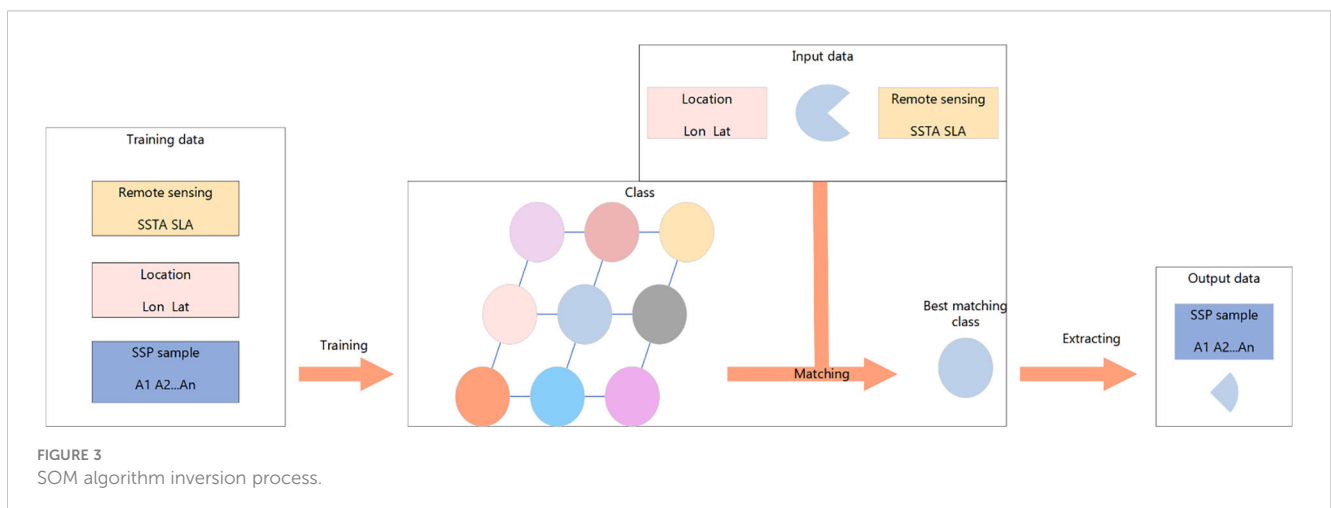 Training data
Remote sensing
SSTA SLA
Location
Lon Lat
SSP sample
A1 A2...An
Training
Input data
Location
Lon Lat
Remote sensing
SSTA SLA
Class
Matching
Best matching
class
Extracting
Output data
SSP sample
A1 A2...An
FIGURE 3
SOM algorithm inversion process.